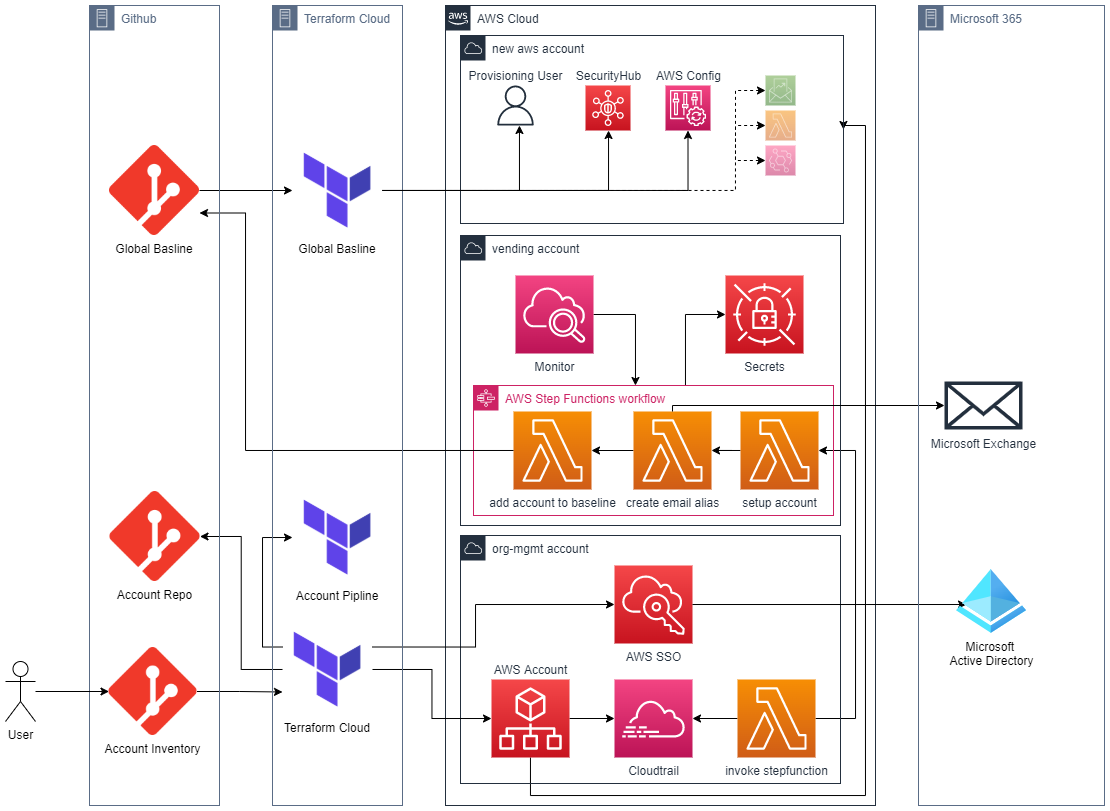 Github
Terraform Cloud
aws
AWS Cloud
Microsoft 365
new aws account
Provisioning User
SecurityHub
AWS Config
Global Basline
Global Basline
vending account
Monitor
Secrets
AWS Step Functions workflow
add account to baseline
create email alias
setup account
Microsoft Exchange
Account Repo
Account Pipline
org-mgmt account
AWS SSO
Microsoft
Active Directory
User
Account Inventory
Terraform Cloud
AWS Account
Cloudtrail
invoke stepfunction